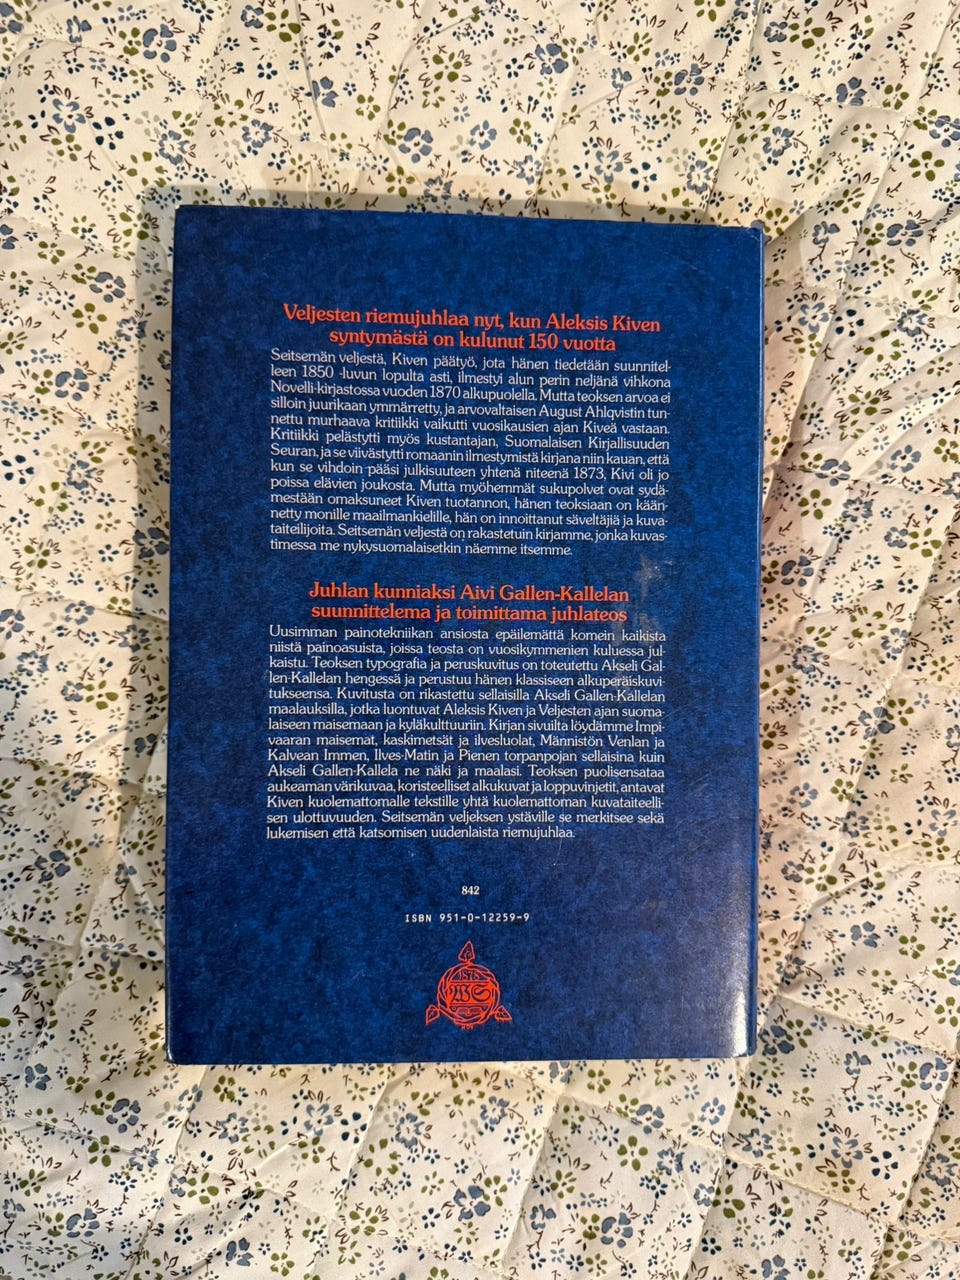 Veljesten riemujuhlaa nyt, kun Aleksis Kiven
syntymästä on kulunut 150 vuotta
Seitsemän veljestä, Kiven päätyö, jota hänen tiedetään suunnitel-
leen 1850 -luvun lopulta asti, ilmestyi alun perin neljänä vihkona
Novelli-kirjastossa vuoden 1870 alkupuolella. Mutta teoksen arvoa ei
silloin juurikaan ymmärretty, ja arvovaltaisen August Ahlqvistin tun-
nettu murhaava kritiikki vaikutti vuosikausien ajan Kiveä vastaan.
Kritiikki pelästytti myös kustantajan, Suomalaisen Kirjallisuuden
Seuran, ja se viivästytti romaanin ilmestymistä kirjana niin kauan, että
kun se vihdoin pääsi julkisuuteen yhtenä niteenä 1873, Kivi oli jo
poissa elävien joukosta. Mutta myöhemmät sukupolvet ovat sydä-
mestään omaksuneet Kiven tuotannon, hänen teoksiaan on kään-
netty monille maailmankielille, hän on innoittanut säveltäjiä ja kuva-
taiteilijoita. Seitsemän veljestä on rakastetuin kirjamme, jonka kuvas-
timessa me nykysuomalaisetkin näemme itsemme.
Juhlan kunniaksi Aivi Gallen-Kallelan
suunnittelema ja toimittama juhlateos
Uusimman painotekniikan ansiosta epäilemättä komein kaikista
niistä painoasuista, joissa teosta on vuosikymmenien kuluessa jul-
kaistu. Teoksen typografia ja peruskuvitus on toteutettu Akseli Gal-
len-Kallelan hengessä ja perustuu hänen klassiseen alkuperäiskuvi-
tukseensa. Kuvitusta on rikastettu sellaisilla Akseli Gallen-Kallelan
maalauksilla, jotka luontuvat Aleksis Kiven ja Veljesten ajan suoma-
laiseen maisemaan ja kyläkulttuuriin. Kirjan sivuilta löydämme Impi-
vaaran maisemat, kaskimetsät ja ilvesluolat, Männistön Venlan ja
Kalvean Immen, Ilves-Matin ja Pienen torpanpojan sellaisina kuin
Akseli Gallen-Kallela ne näki ja maalasi. Teoksen puolisensataa
aukeaman värikuvaa, koristeelliset alkukuvat ja loppuvinjetit, antavat
Kiven kuolemattomalle tekstille yhtä kuolemattoman kuvataiteelli-
sen ulottuvuuden. Seitsemän veljeksen ystäville se merkitsee sekä
lukemisen että katsomisen uudenlaista riemujuhlaa.
842
ISBN 951-0-12259-9
1878
WS